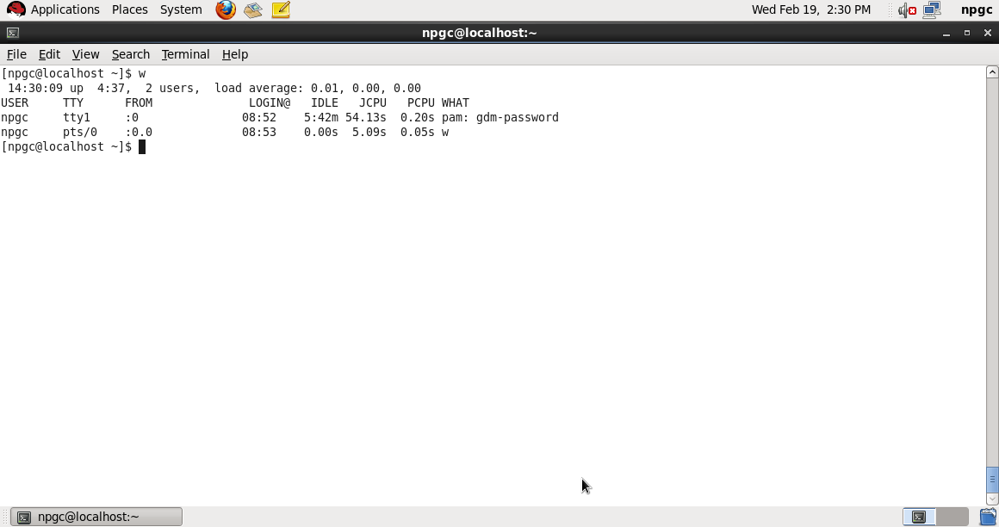 Applications Places System Wed Feb 19, 2:30 PM npgc
npgc@localhost:~
File Edit View Search Terminal Help
[npgc@localhost ~]$ w
 14:30:09 up  4:37,  2 users,  load average: 0.01, 0.00, 0.00
USER     TTY      FROM              LOGIN@   IDLE   JCPU   PCPU WHAT
npgc     tty1     :0               08:52    5:42m 54.13s  0.20s pam: gdm-password
npgc     pts/0    :0.0             08:53    0.00s  5.09s  0.05s w
[npgc@localhost ~]$
npgc@localhost:~